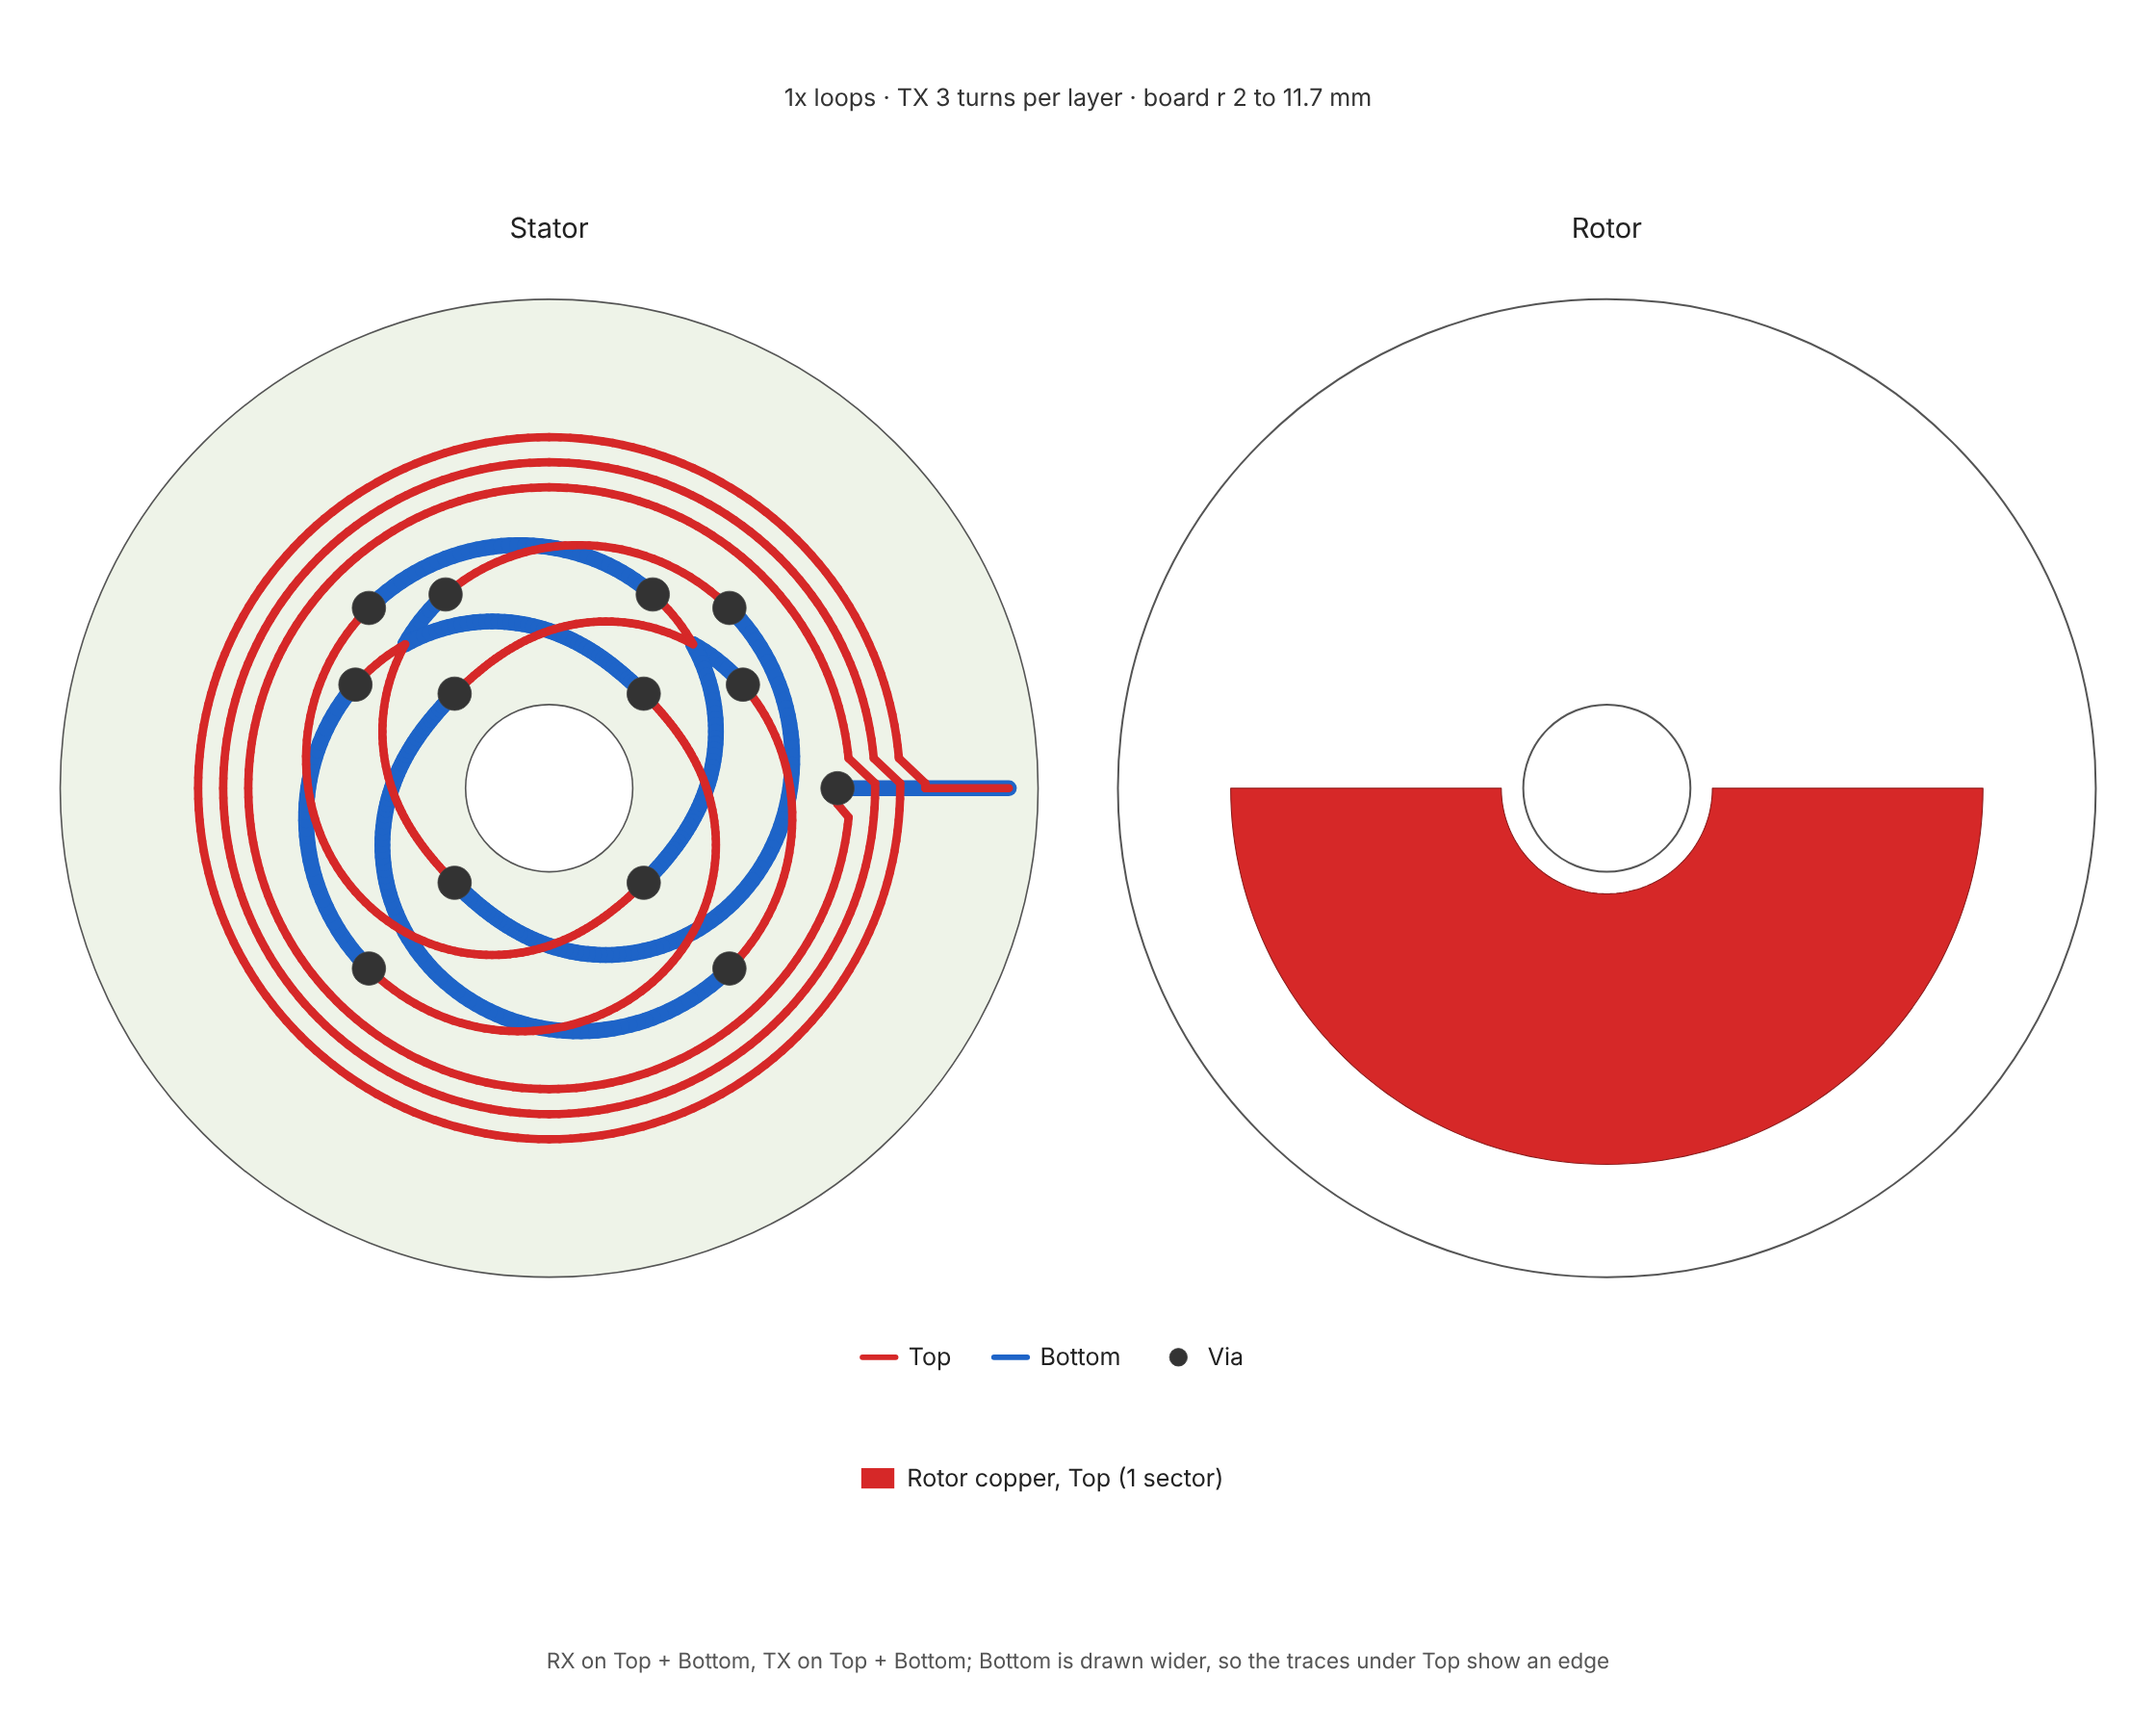 1x loops · TX 3 turns per layer · board r 2 to 11.7 mm
Stator
Rotor
Top
Bottom
Via
Rotor copper, Top (1 sector)
RX on Top + Bottom, TX on Top + Bottom; Bottom is drawn wider, so the traces under Top show an edge